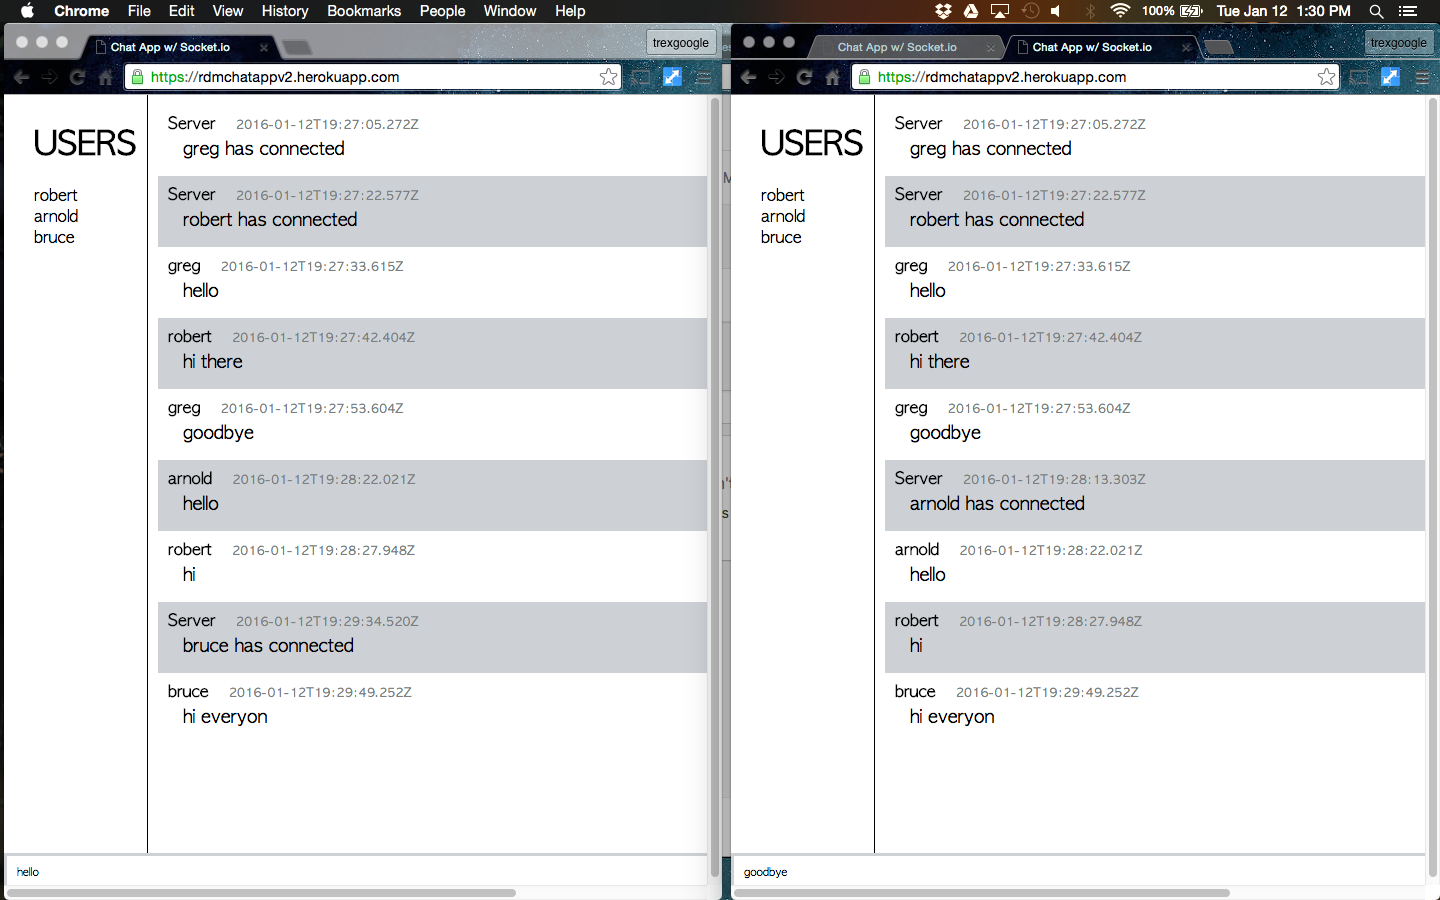 Chrome File Edit View History Bookmarks People Window Help 100% Tue Jan 12 1:30 PM
Chat App w/ Socket.io trexgoogle
https://rdmchatappv2.herokuapp.com
USERS
robert
arnold
bruce
Server 2016-01-12T19:27:05.272Z
greg has connected
Server 2016-01-12T19:27:22.577Z
robert has connected
greg 2016-01-12T19:27:33.615Z
hello
robert 2016-01-12T19:27:42.404Z
hi there
greg 2016-01-12T19:27:53.604Z
goodbye
arnold 2016-01-12T19:28:22.021Z
hello
robert 2016-01-12T19:28:27.948Z
hi
Server 2016-01-12T19:29:34.520Z
bruce has connected
bruce 2016-01-12T19:29:49.252Z
hi everyon
hello
Chat App w/ Socket.io Chat App w/ Socket.io trexgoogle
https://rdmchatappv2.herokuapp.com
USERS
robert
arnold
bruce
Server 2016-01-12T19:27:05.272Z
greg has connected
Server 2016-01-12T19:27:22.577Z
robert has connected
greg 2016-01-12T19:27:33.615Z
hello
robert 2016-01-12T19:27:42.404Z
hi there
greg 2016-01-12T19:27:53.604Z
goodbye
Server 2016-01-12T19:28:13.303Z
arnold has connected
arnold 2016-01-12T19:28:22.021Z
hello
robert 2016-01-12T19:28:27.948Z
hi
bruce 2016-01-12T19:29:49.252Z
hi everyon
goodbye